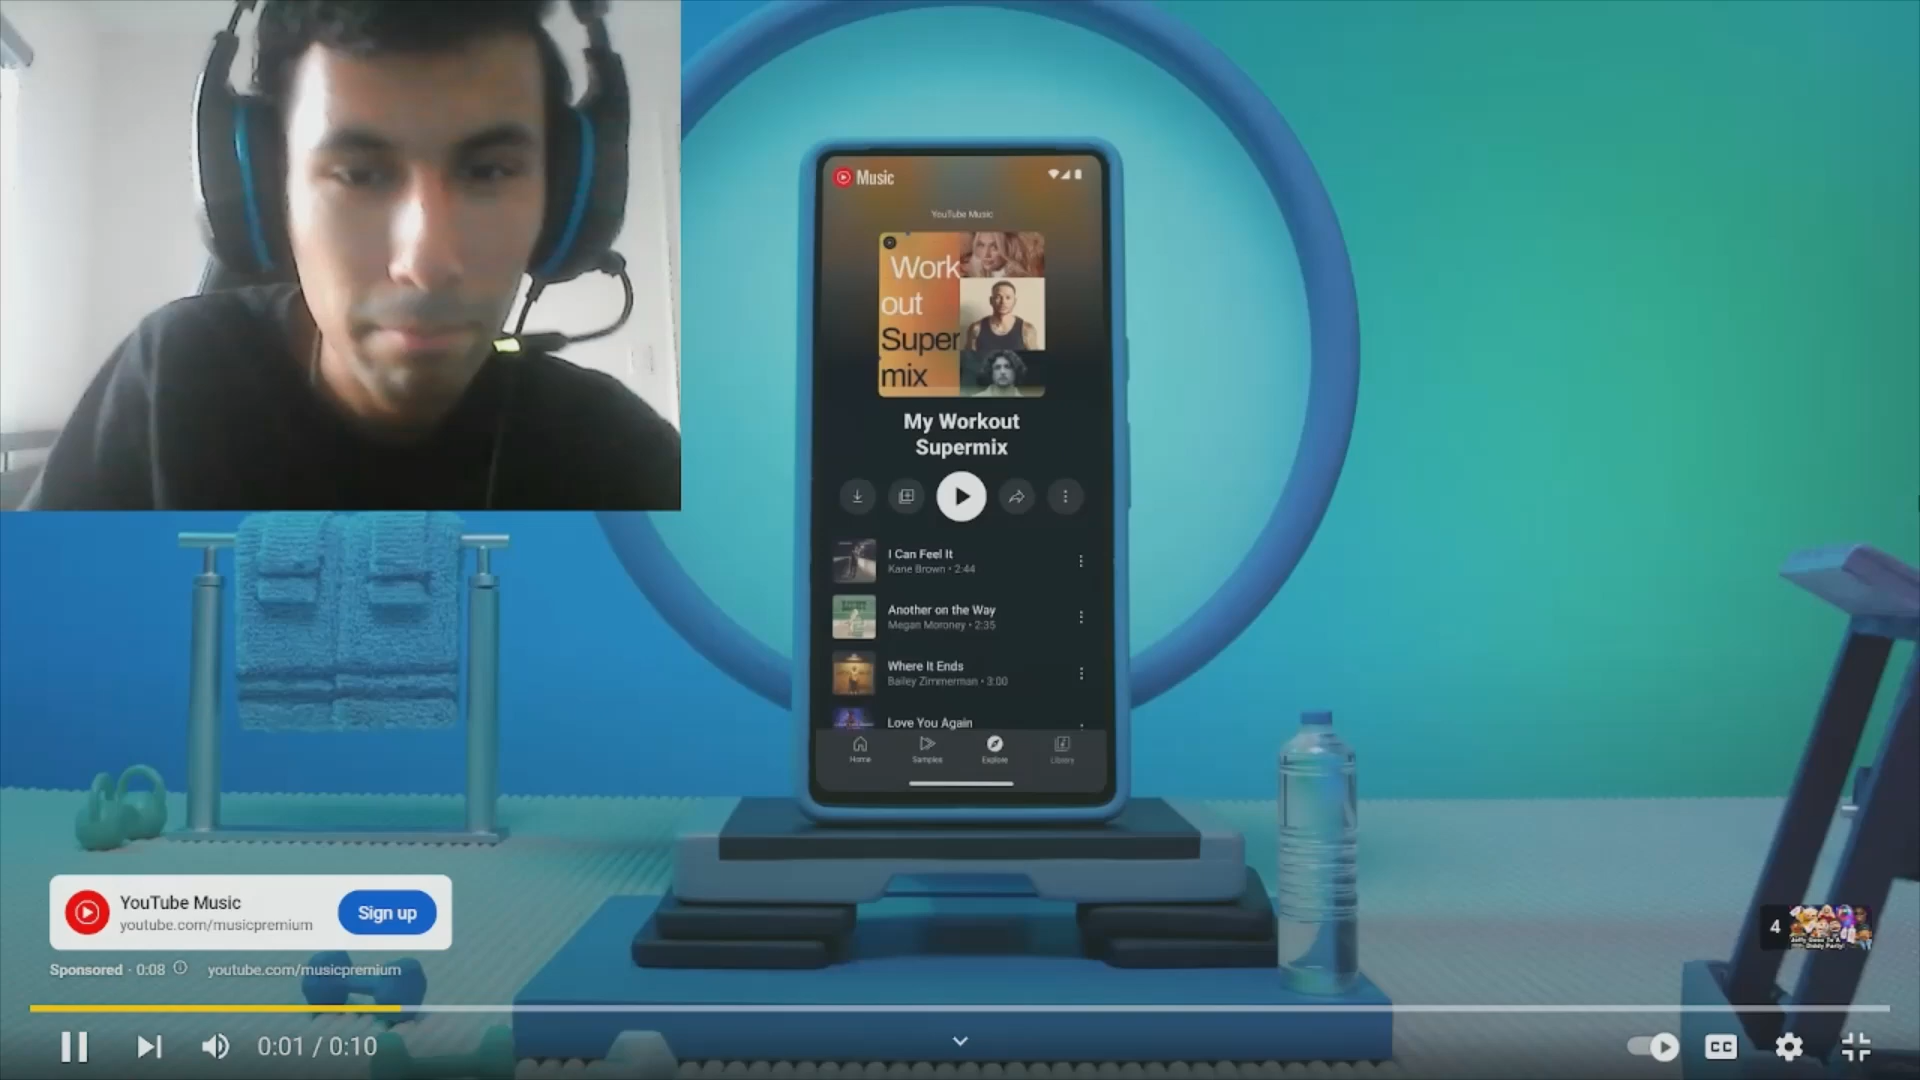 Music
YouTube Music
Work
out
Super
mix
My Workout
Supermix
I Can Feel It
Kane Brown • 2:44
Another on the Way
Megan Moroney • 2:35
Where It Ends
Bailey Zimmerman • 3:00
Love You Again
Home
Samples
Explore
Library
YouTube Music
youtube.com/musicpremium
Sign up
Sponsored · 0:08
youtube.com/musicpremium
4
0:01 / 0:10
CC